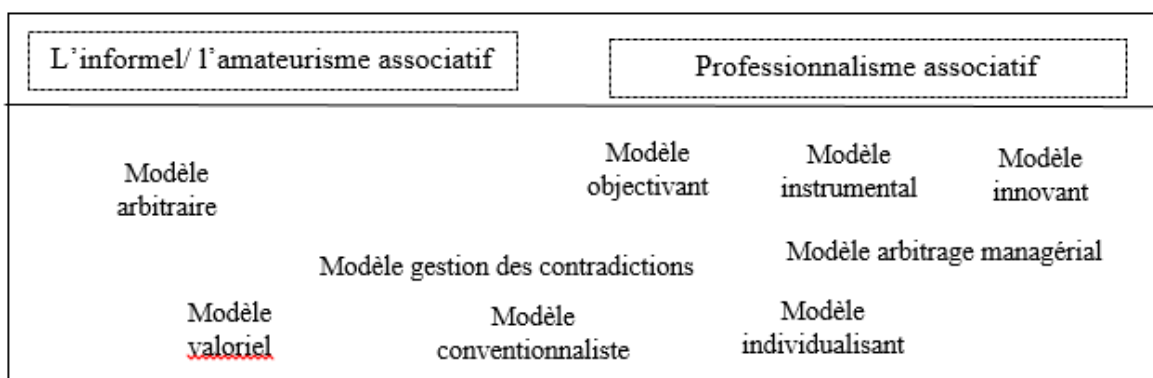 L'informel/ l'amateurisme associatif
Professionnalisme associatif
Modèle
arbitraire
Modèle
objectivant
Modèle
instrumental
Modèle
innovant
Modèle gestion des contradictions
Modèle arbitrage managérial
Modèle
valoriel
Modèle
conventionnaliste
Modèle
individualisant